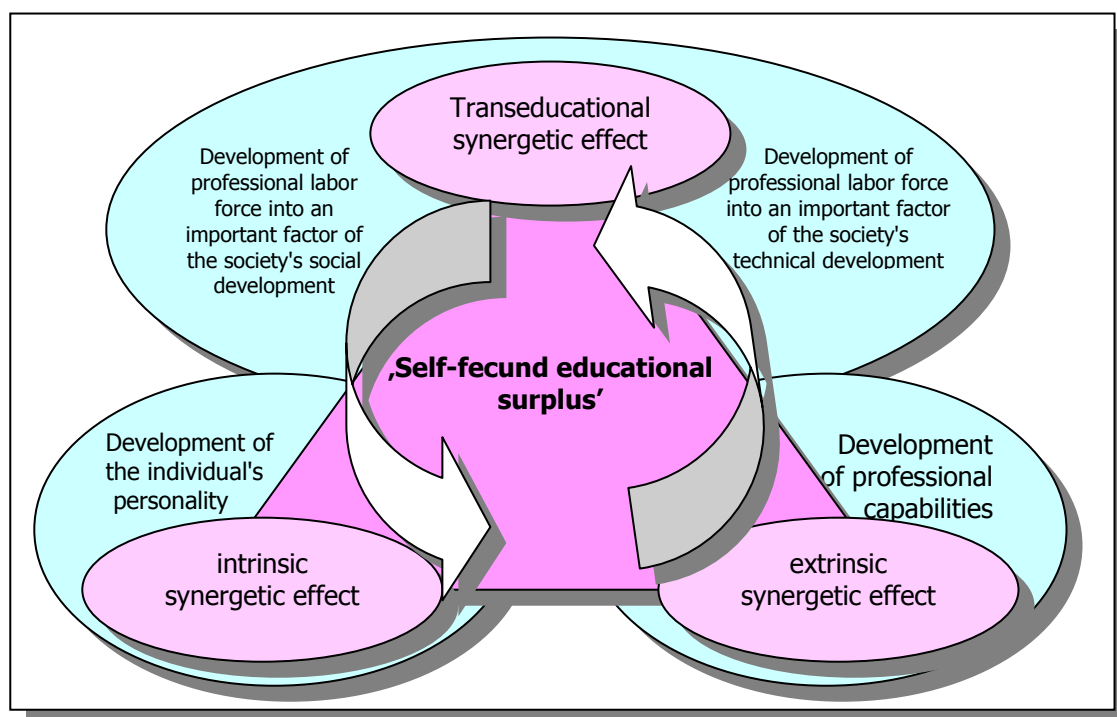 Transeducational
synergetic effect
Development of
professional labor
force into an
important factor of
the society's social
development
Development of
professional labor force
into an important factor
of the society's
technical development
‚Self-fecund educational
surplus’
Development of
the individual's
personality
Development
of professional
capabilities
intrinsic
synergetic effect
extrinsic
synergetic effect